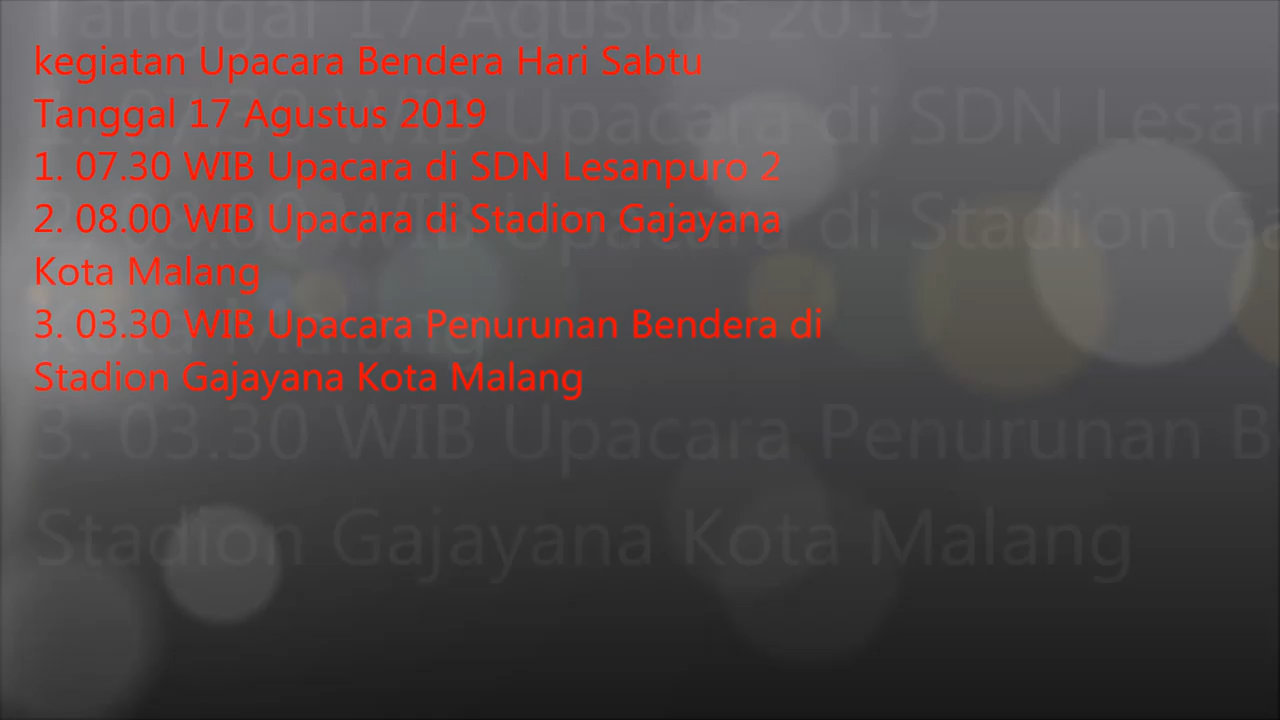 kegiatan Upacara Bendera Hari Sabtu
Tanggal 17 Agustus 2019
1. 07.30 WIB Upacara di SDN Lesanpuro 2
2. 08.00 WIB Upacara di Stadion Gajayana
Kota Malang
3. 03.30 WIB Upacara Penurunan Bendera di
Stadion Gajayana Kota Malang